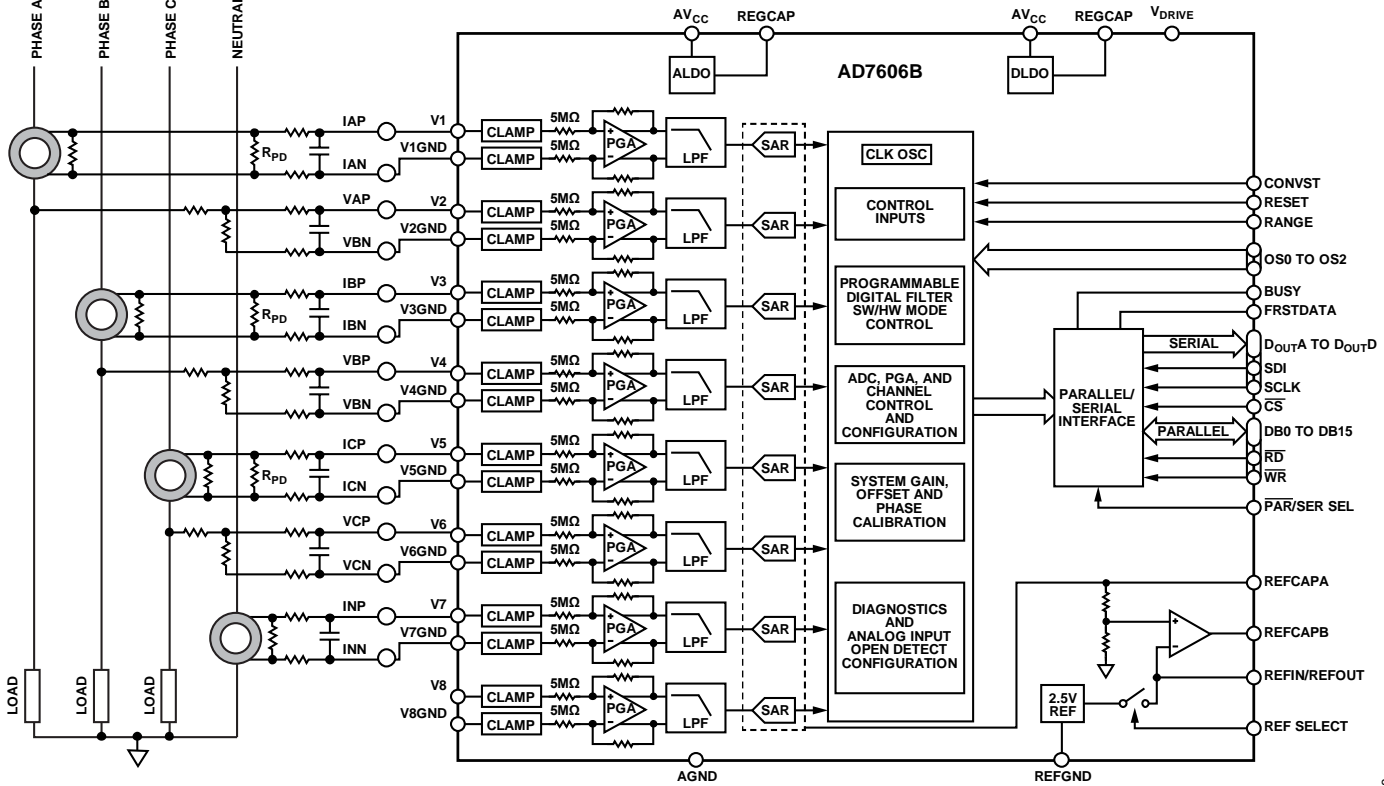 PHASE A
PHASE B
PHASE C
NEUTRAL
AVCC
REGCAP
AVCC
REGCAP
VDRIVE
ALDO
DLDO
AD7606B
IAP
V1
CLAMP
5MΩ
PGA
LPF
SAR
RPD
IAN
V1GND
CLAMP
5MΩ
VAP
V2
CLAMP
5MΩ
PGA
LPF
SAR
VBN
V2GND
CLAMP
5MΩ
IBP
V3
CLAMP
5MΩ
PGA
LPF
SAR
RPD
IBN
V3GND
CLAMP
5MΩ
VBP
V4
CLAMP
5MΩ
PGA
LPF
SAR
VBN
V4GND
CLAMP
5MΩ
ICP
V5
CLAMP
5MΩ
PGA
LPF
SAR
RPD
ICN
V5GND
CLAMP
5MΩ
VCP
V6
CLAMP
5MΩ
PGA
LPF
SAR
VCN
V6GND
CLAMP
5MΩ
INP
V7
CLAMP
5MΩ
PGA
LPF
SAR
INN
V7GND
CLAMP
5MΩ
V8
CLAMP
5MΩ
PGA
LPF
SAR
V8GND
CLAMP
5MΩ
LOAD
LOAD
LOAD
CLK OSC
CONTROL
INPUTS
PROGRAMMABLE
DIGITAL FILTER
SW/HW MODE
CONTROL
ADC, PGA, AND
CHANNEL
CONTROL
AND
CONFIGURATION
SYSTEM GAIN,
OFFSET AND
PHASE
CALIBRATION
DIAGNOSTICS
AND
ANALOG INPUT
OPEN DETECT
CONFIGURATION
CONVST
RESET
RANGE
OS0 TO OS2
BUSY
FRSTDATA
SERIAL
DOUTA TO DOUTD
SDI
SCLK
CS
PARALLEL/
SERIAL
INTERFACE
PARALLEL
DB0 TO DB15
RD
WR
PAR/SER SEL
REFCAPA
REFCAPB
REFIN/REFOUT
2.5V
REF
REF SELECT
AGND
REFGND